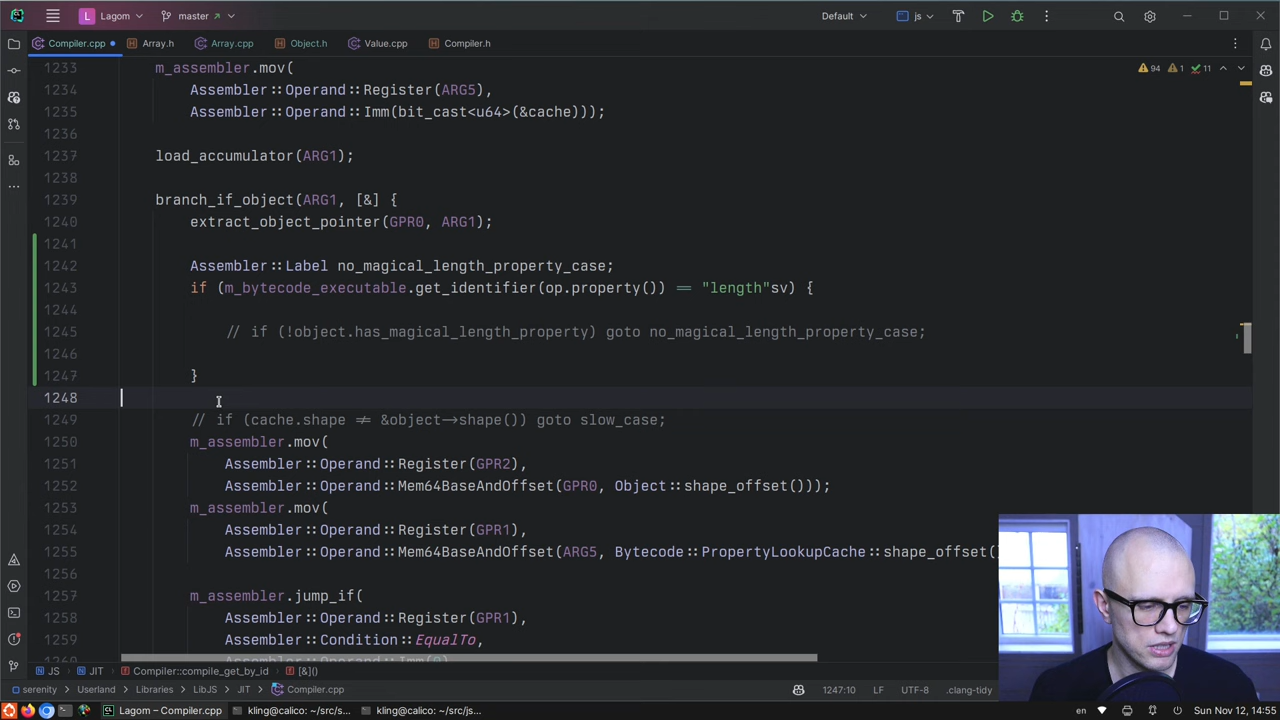 L Lagom master Default js
Compiler.cpp Array.h Array.cpp Object.h Value.cpp Compiler.h
94 1 11
1233 m_assembler.mov(
1234 Assembler::Operand::Register(ARG5),
1235 Assembler::Operand::Imm(bit_cast<u64>(&cache)));
1236
1237 load_accumulator(ARG1);
1238
1239 branch_if_object(ARG1, [&] {
1240 extract_object_pointer(GPR0, ARG1);
1241
1242 Assembler::Label no_magical_length_property_case;
1243 if (m_bytecode_executable.get_identifier(op.property()) == "length"sv) {
1244
1245 // if (!object.has_magical_length_property) goto no_magical_length_property_case;
1246
1247 }
1248
1249 // if (cache.shape != &object->shape()) goto slow_case;
1250 m_assembler.mov(
1251 Assembler::Operand::Register(GPR2),
1252 Assembler::Operand::Mem64BaseAndOffset(GPR0, Object::shape_offset()));
1253 m_assembler.mov(
1254 Assembler::Operand::Register(GPR1),
1255 Assembler::Operand::Mem64BaseAndOffset(ARG5, Bytecode::PropertyLookupCache::shape_offset(
1256
1257 m_assembler.jump_if(
1258 Assembler::Operand::Register(GPR1),
1259 Assembler::Condition::EqualTo,
1260 Assembler::Operand::Imm(0)
JS JIT Compiler::compile_get_by_id [&]()
serenity Userland Libraries LibJS JIT Compiler.cpp 1247:10 LF UTF-8 .clang-tidy
Lagom – Compiler.cpp kling@calico: ~/src/s... kling@calico: ~/src/js... en Sun Nov 12, 14:55